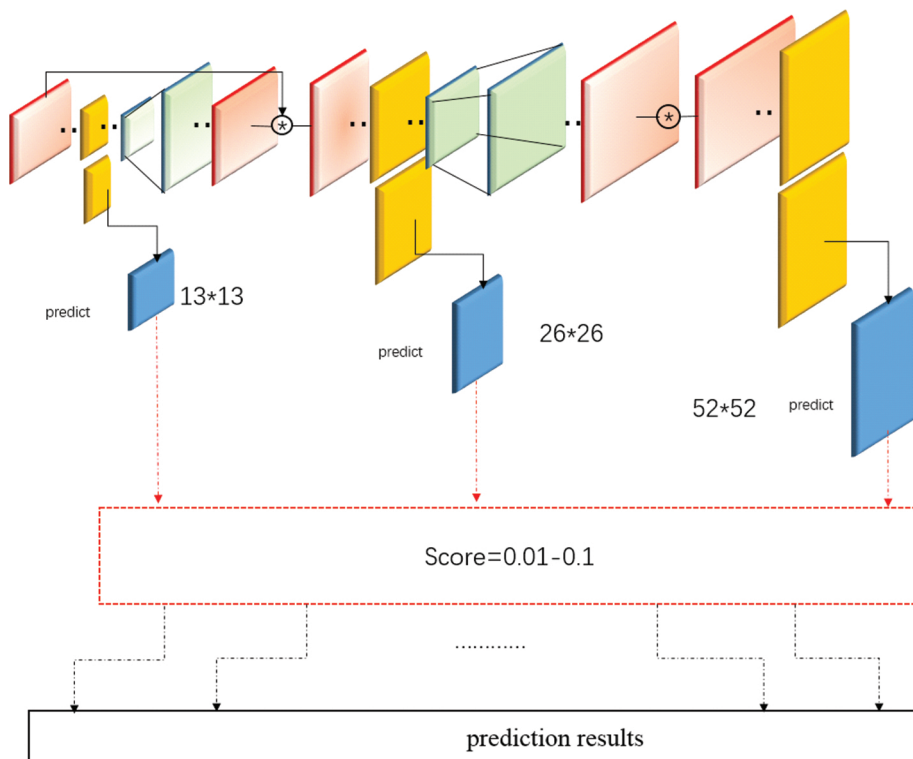 13*13
predict
26*26
predict
52*52
predict
Score=0.01-0.1
............
prediction results